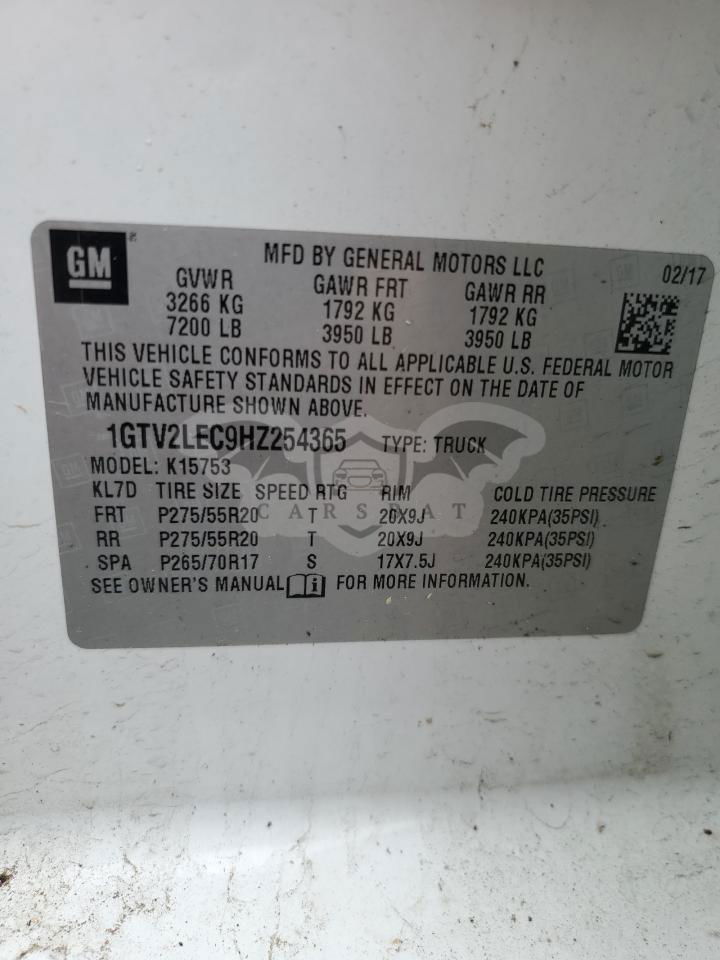 GM
MFD BY GENERAL MOTORS LLC 02/17
GVWR GAWR FRT GAWR RR
3266 KG 1792 KG 1792 KG
7200 LB 3950 LB 3950 LB
THIS VEHICLE CONFORMS TO ALL APPLICABLE U.S. FEDERAL MOTOR
VEHICLE SAFETY STANDARDS IN EFFECT ON THE DATE OF
MANUFACTURE SHOWN ABOVE.
1GTV2LEC9HZ254365 TYPE: TRUCK
MODEL: K15753
KL7D TIRE SIZE SPEED RTG RIM COLD TIRE PRESSURE
FRT P275/55R20 T 20X9J 240KPA(35PSI)
CARSBAT
RR P275/55R20 T 20X9J 240KPA(35PSI)
SPA P265/70R17 S 17X7.5J 240KPA(35PSI)
SEE OWNER'S MANUAL FOR MORE INFORMATION.